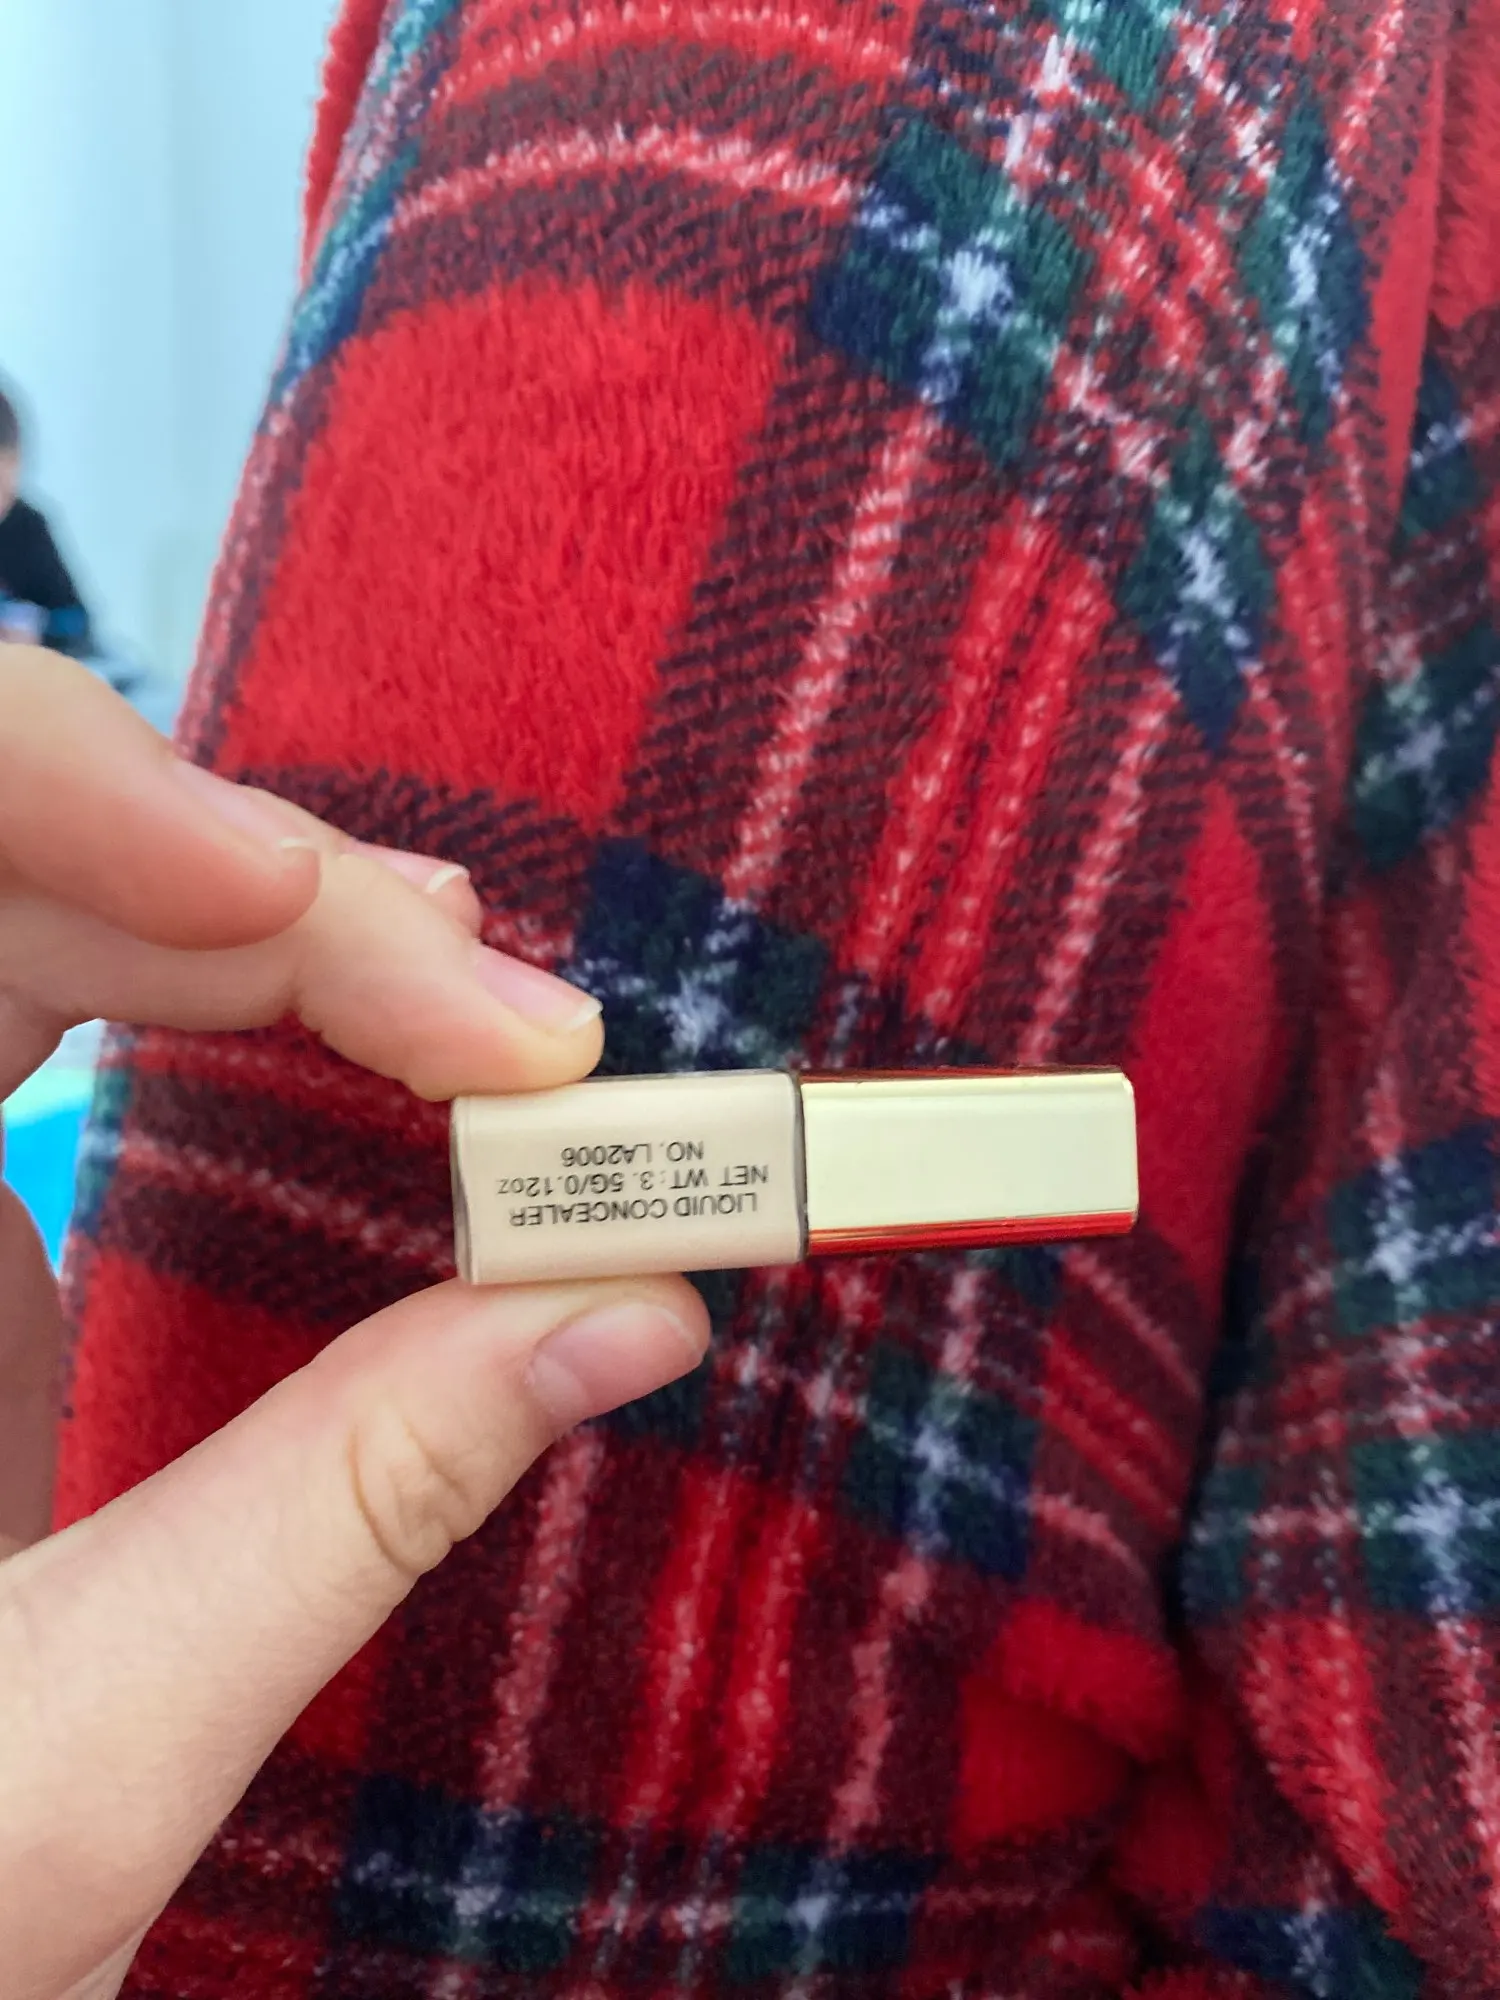 LIQUID CONCEALER
NET WT:3. 5G/0.12oz
NO. LA2006